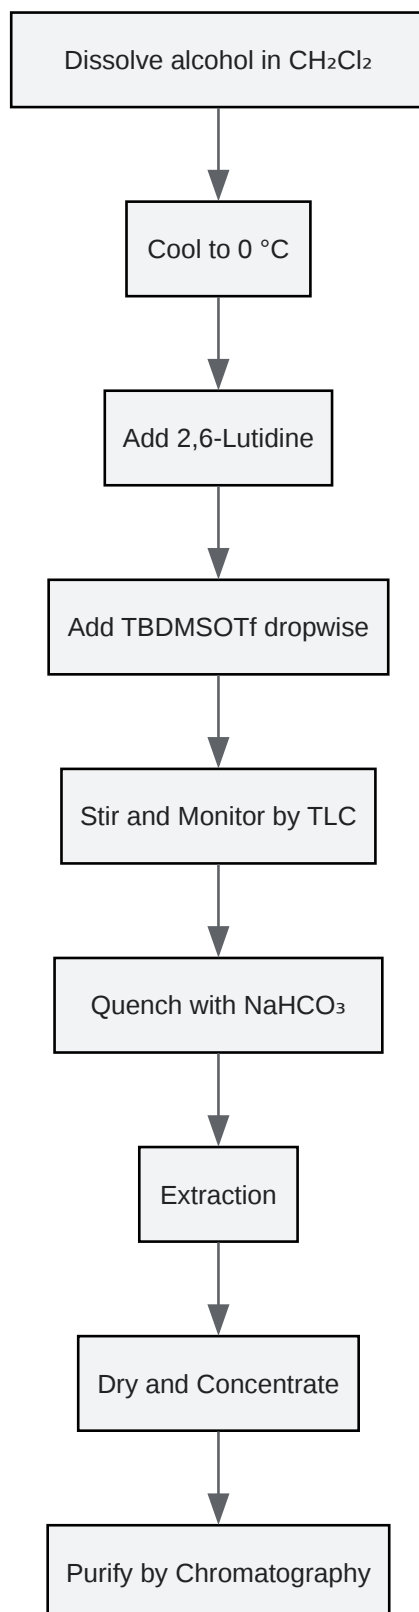 Dissolve alcohol in CH₂Cl₂
Cool to 0 °C
Add 2,6-Lutidine
Add TBDMSOTf dropwise
Stir and Monitor by TLC
Quench with NaHCO₃
Extraction
Dry and Concentrate
Purify by Chromatography